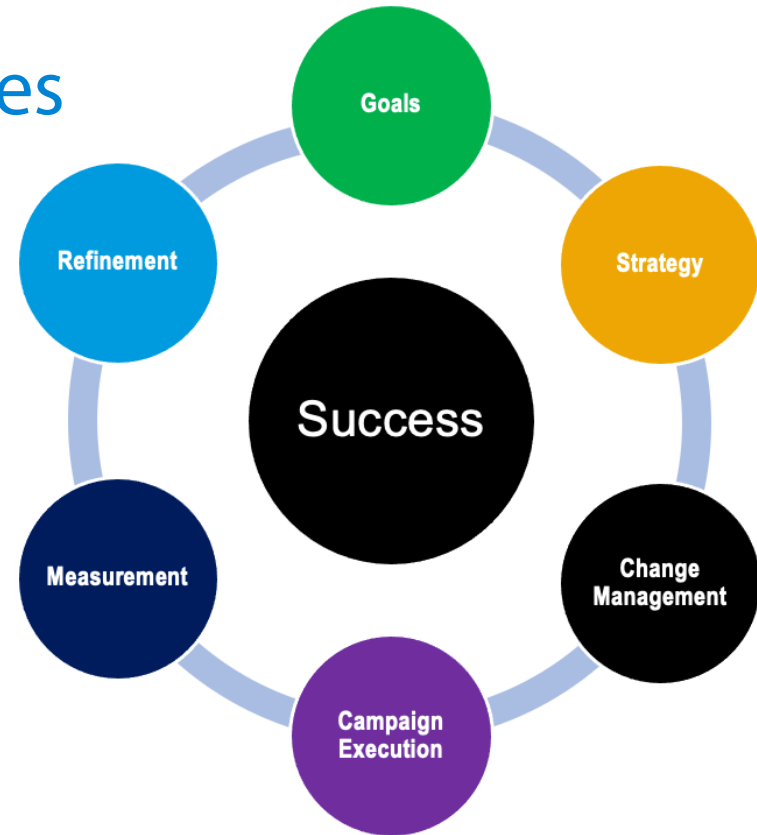 es
Goals
Refinement
Strategy
Success
Measurement
Change
Management
Campaign
Execution